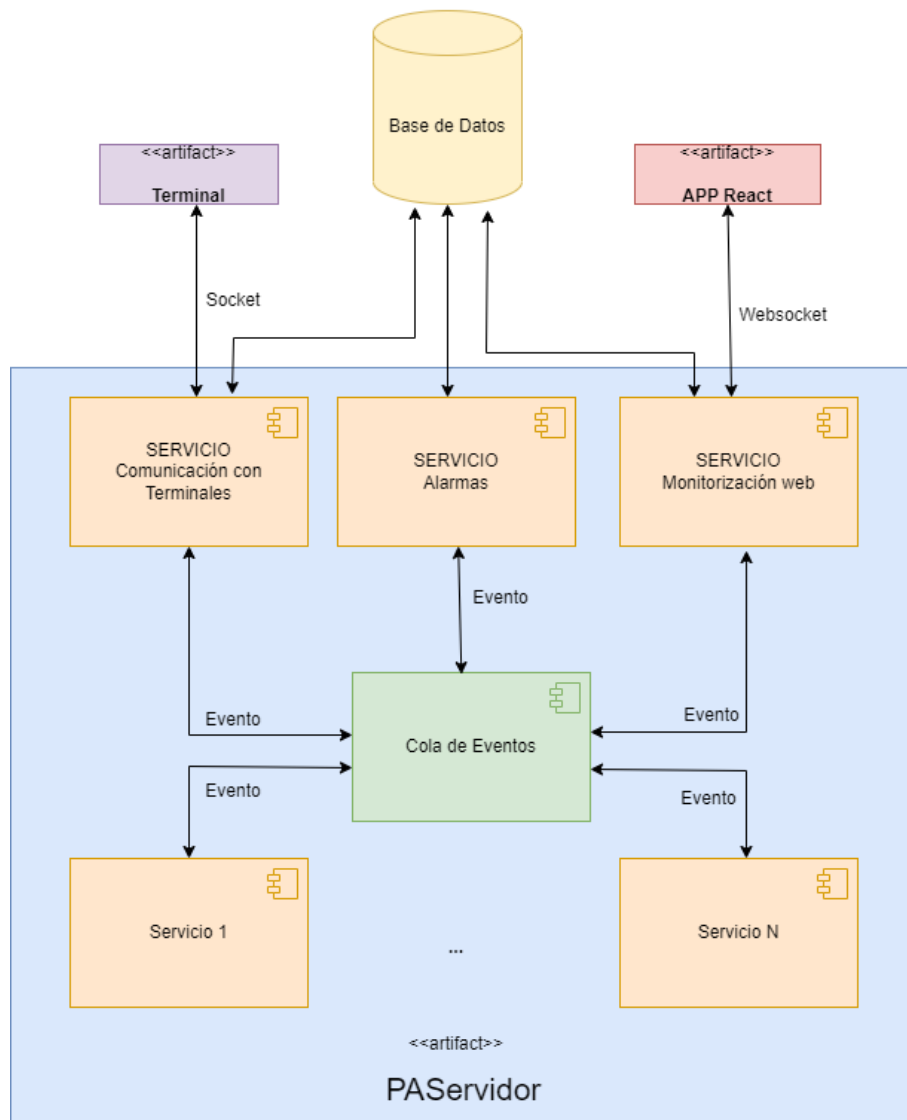 Base de Datos
<<artifact>>
Terminal
<<artifact>>
APP React
Socket
Websocket
SERVICIO
Comunicación con
Terminales
SERVICIO
Alarmas
SERVICIO
Monitorización web
Evento
Evento
Evento
Cola de Eventos
Evento
Evento
Servicio 1
...
Servicio N
<<artifact>>
PAServidor